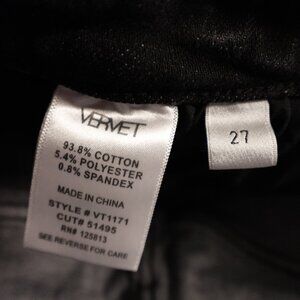 VERVET
93.8% COTTON
5.4% POLYESTER
0.8% SPANDEX
MADE IN CHINA
STYLE # VT1171
CUT# 51495
RN# 125813
SEE REVERSE FOR CARE
27